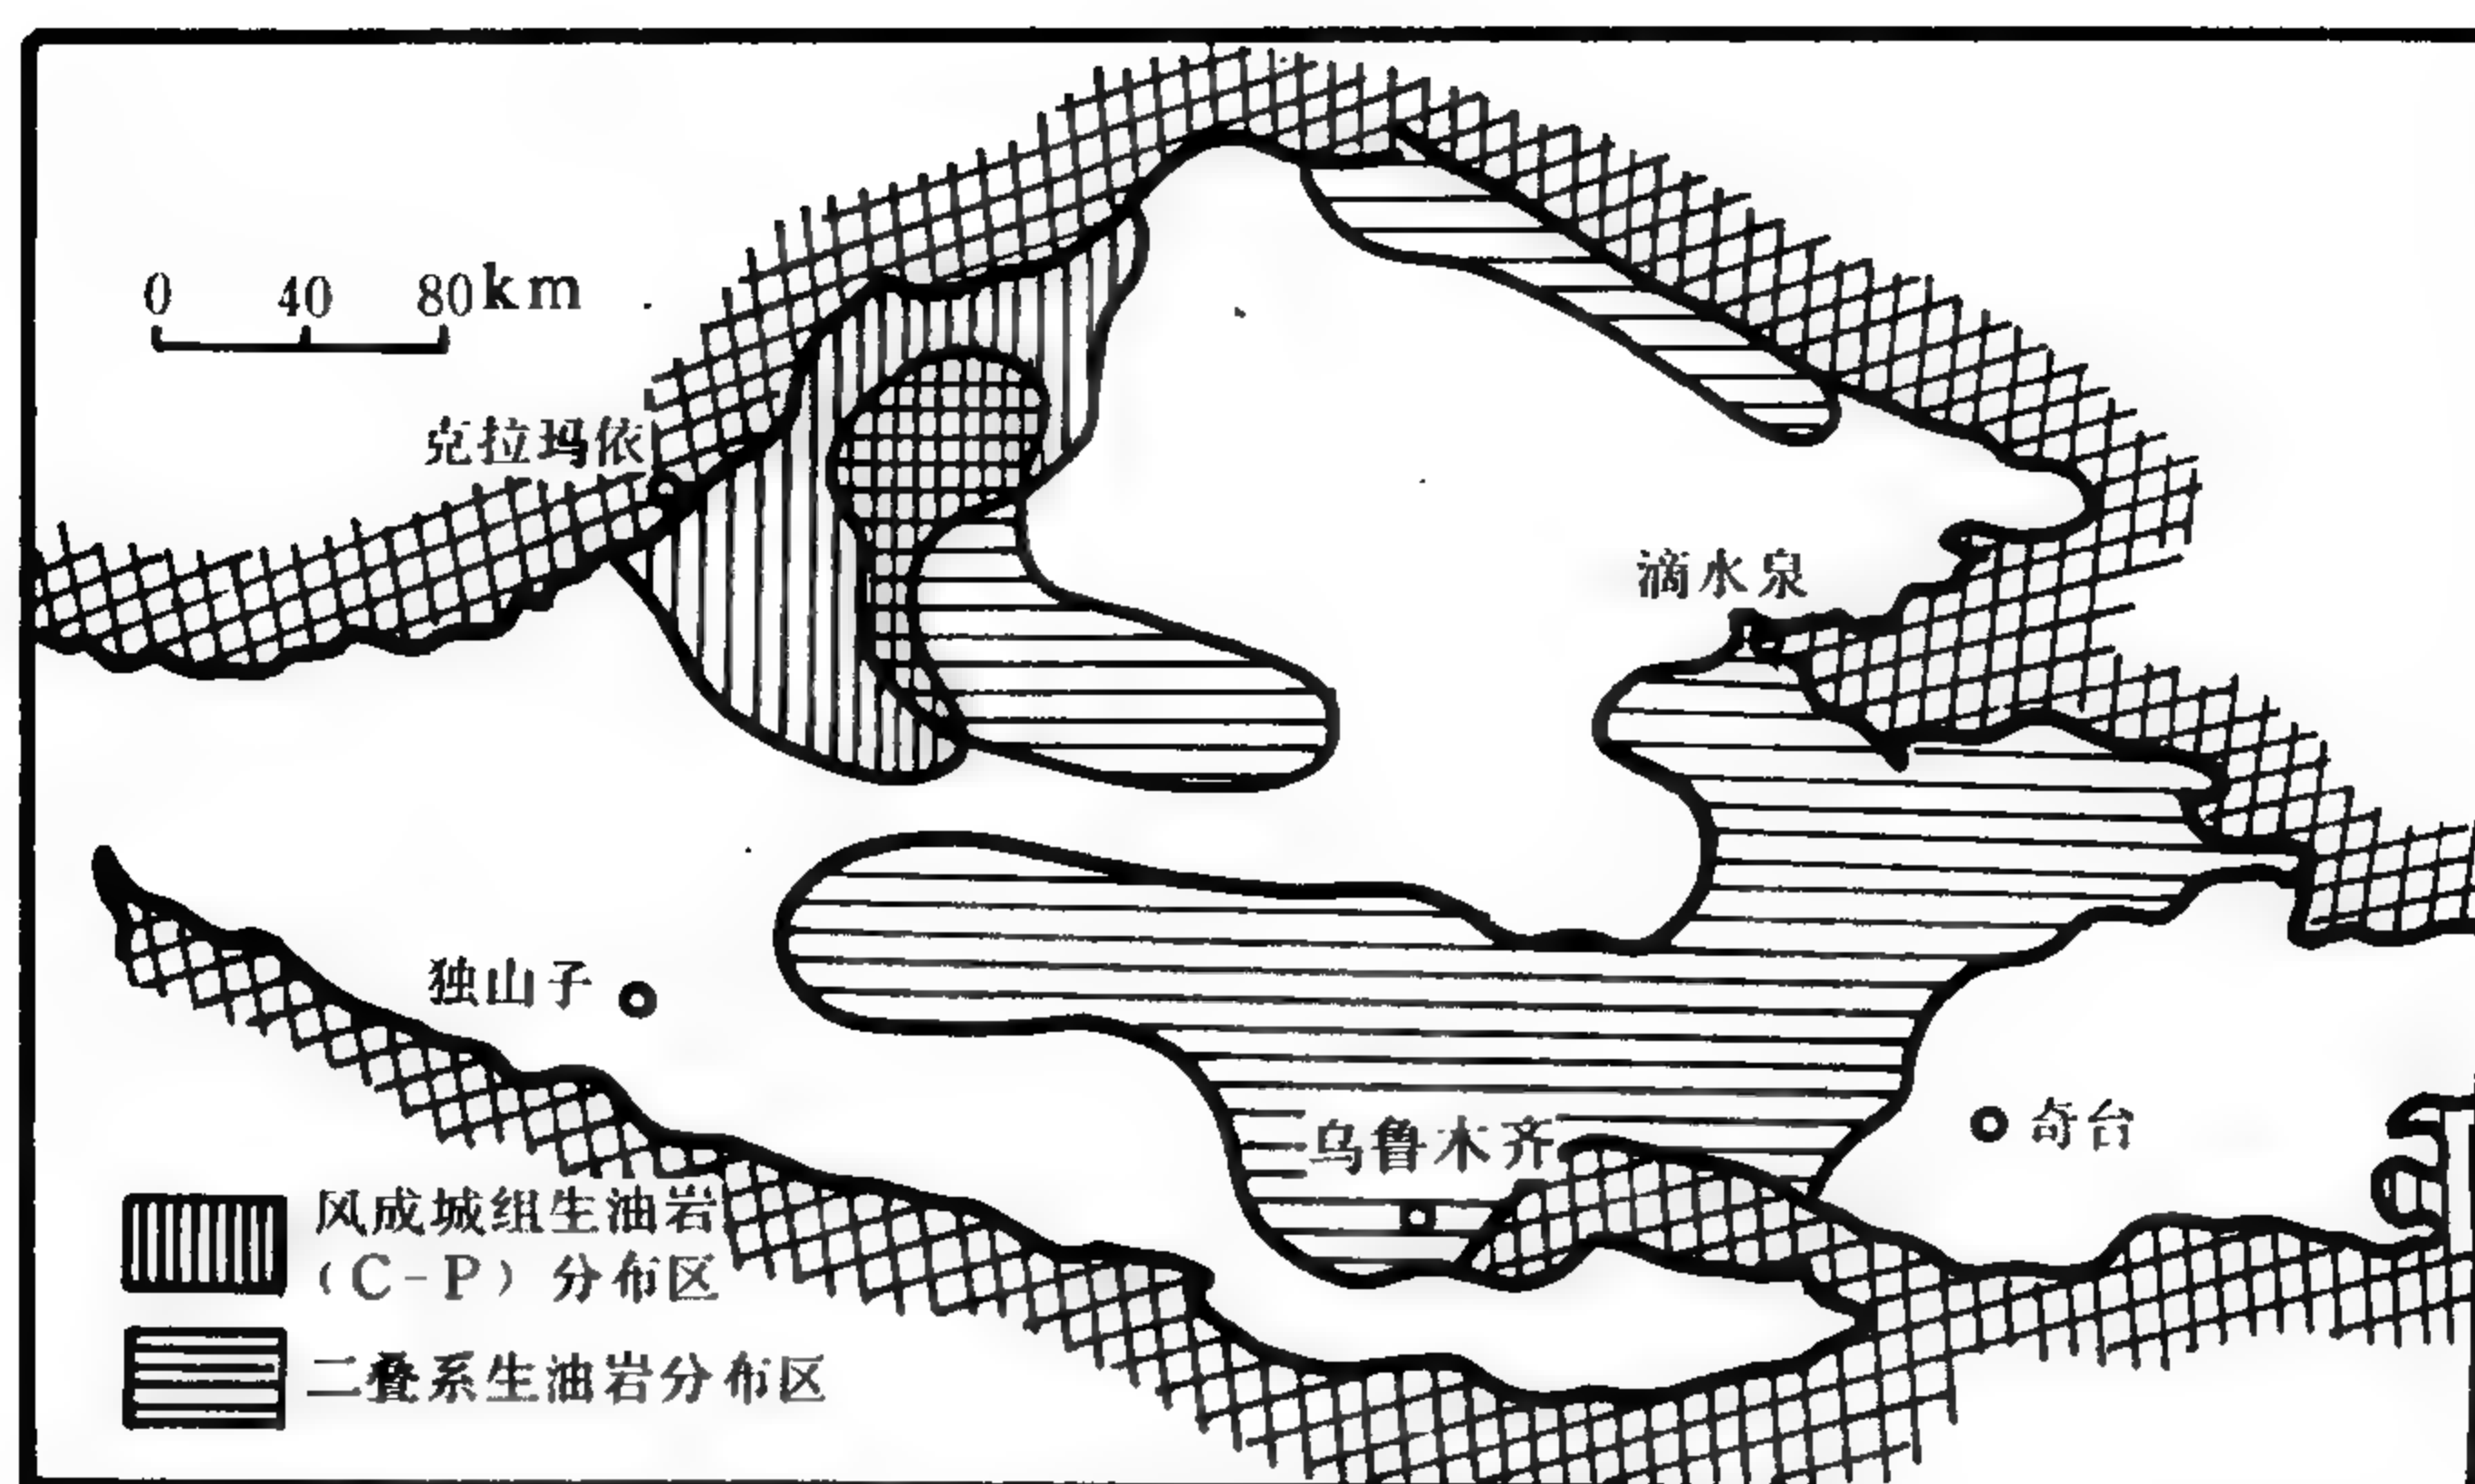 0 40 80km
克拉玛依
滴水泉
独山子
乌鲁木齐
奇台
风成城组生油岩
(C-P) 分布区
二叠系生油岩分布区